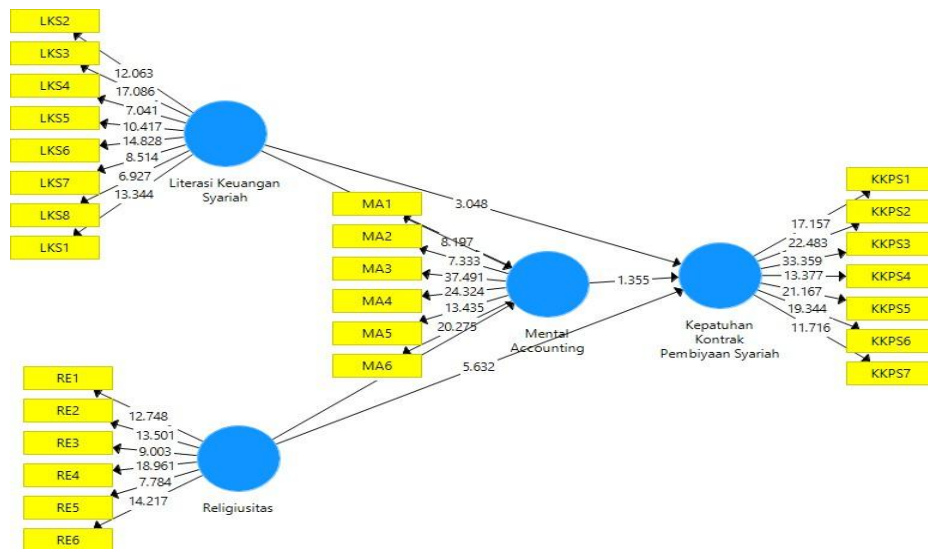 LKS2
LKS3
LKS4
LKS5
LKS6
LKS7
LKS8
LKS1
12.063
17.086
7.041
10.417
14.828
8.514
6.927
13.344
Literasi Keuangan
Syariah
MA1
MA2
MA3
MA4
MA5
MA6
8.197
7.333
37.491
24.324
13.435
20.275
Mental
Accounting
3.048
1.355
5.632
KKPS1
KKPS2
KKPS3
KKPS4
KKPS5
KKPS6
KKPS7
17.157
22.483
33.359
13.377
21.167
19.344
11.716
Kepatuhan
Kontrak
Pembiyaan Syariah
RE1
RE2
RE3
RE4
RE5
RE6
12.748
13.501
9.003
18.961
7.784
14.217
Religiusitas